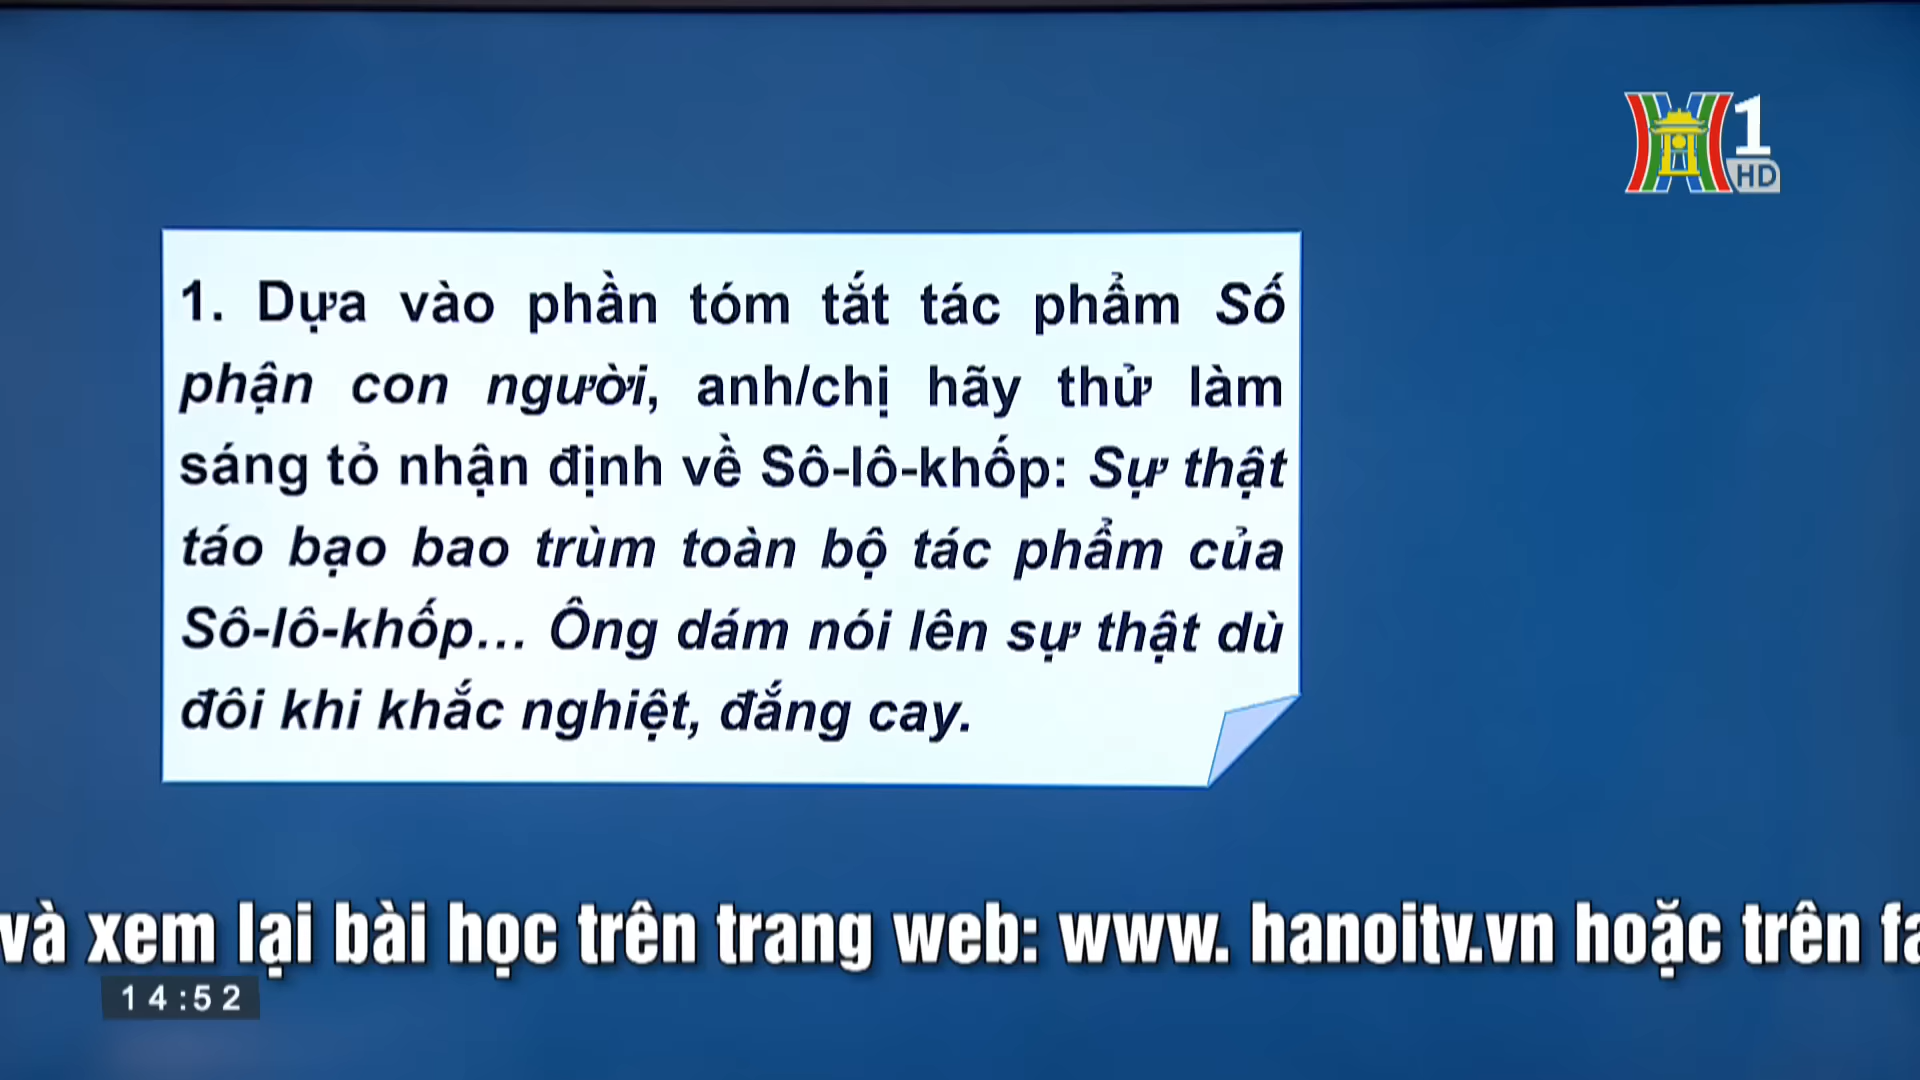 1
HD
1. Dựa vào phần tóm tắt tác phẩm Số
phận con người, anh/chị hãy thử làm
sáng tỏ nhận định về Sô-lô-khốp: Sự thật
táo bạo bao trùm toàn bộ tác phẩm của
Sô-lô-khốp... Ông dám nói lên sự thật dù
đôi khi khắc nghiệt, đắng cay.
và xem lại bài học trên trang web: www. hanoitv.vn hoặc trên fa
14:52